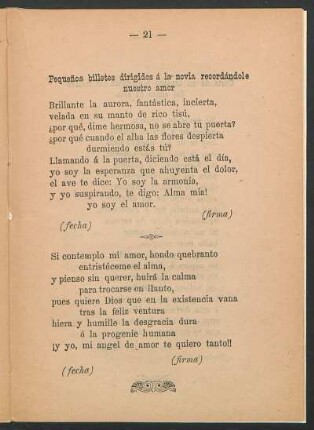 — 21 —
Pequeños billetes dirigidos á la novia recordándole
nuestro amor
Brillante la aurora, fantástica, incierta,
velada en su manto de rico tisú,
¿por qué, dime hermosa, no se abre tu puerta?
¿por qué cuando el alba las flores despierta
durmiendo estás tú?
Llamando á la puerta, diciendo está el día,
yo soy la esperanza que ahuyenta el dolor,
el ave te dice: Yo soy la armonía,
y yo suspirando, te digo: Alma mía!
yo soy el amor.
(firma)
(fecha)
Si contemplo mi amor, hondo quebranto
entristéceme el alma,
y pienso sin querer, huirá la calma
para trocarse en llanto,
pues quiere Dios que en la existencia vana
tras la feliz ventura
hiera y humille la desgracia dura
á la progenie humana
¡y yo, mi angel de amor te quiero tanto!!
(firma)
(fecha)